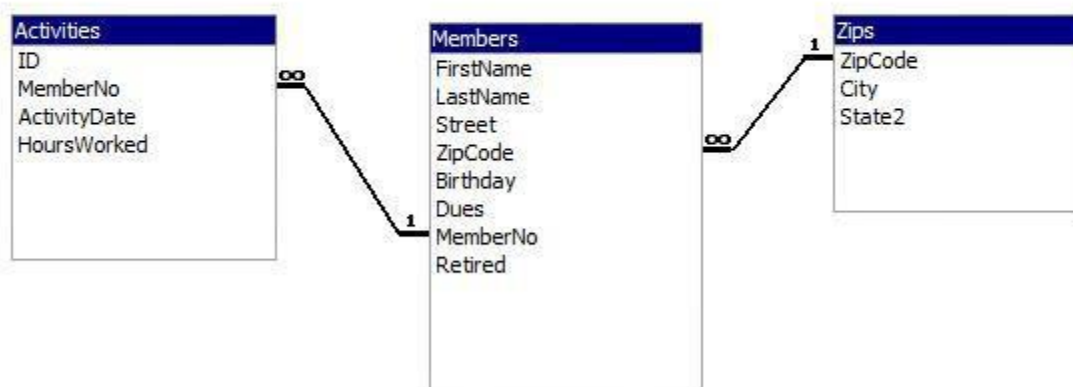 Activities
ID
MemberNo
ActivityDate
HoursWorked
∞
1
Members
FirstName
LastName
Street
ZipCode
Birthday
Dues
MemberNo
Retired
∞
1
Zips
ZipCode
City
State2